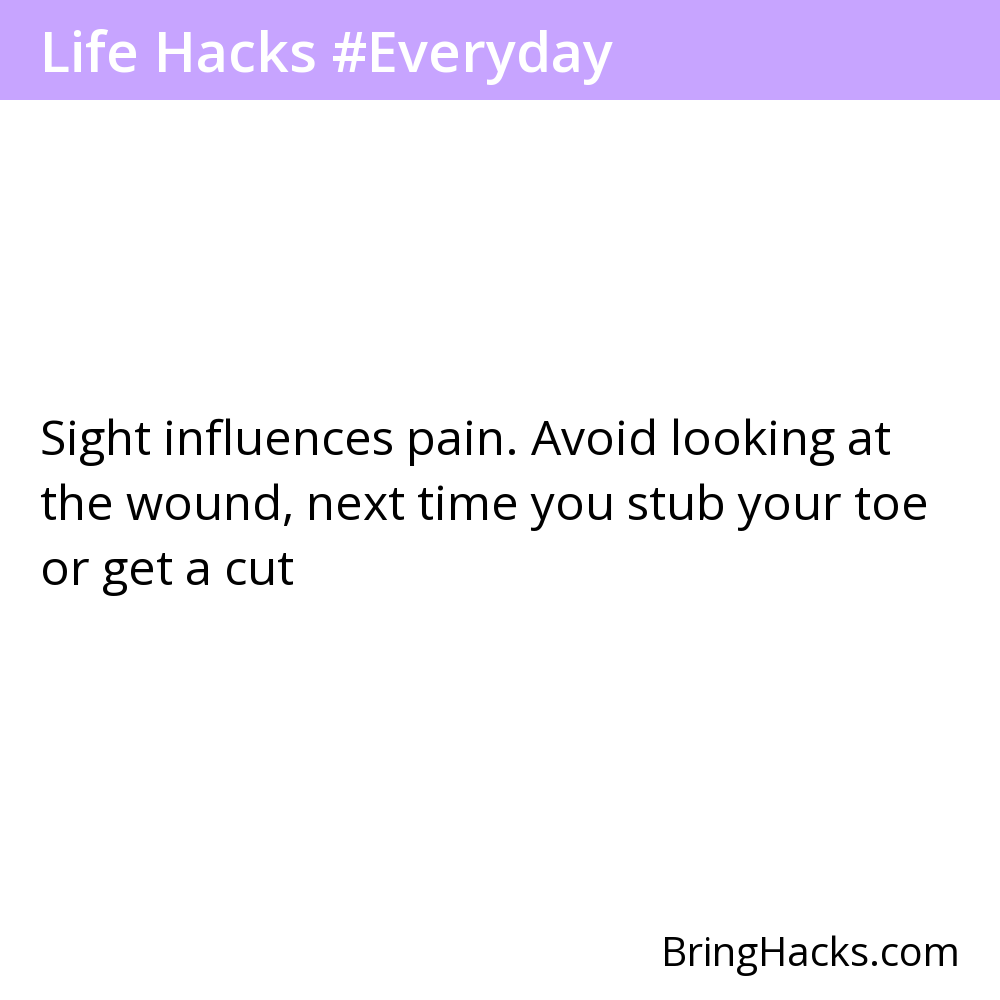 Life Hacks #Everyday
Sight influences pain. Avoid looking at
the wound, next time you stub your toe
or get a cut
BringHacks.com